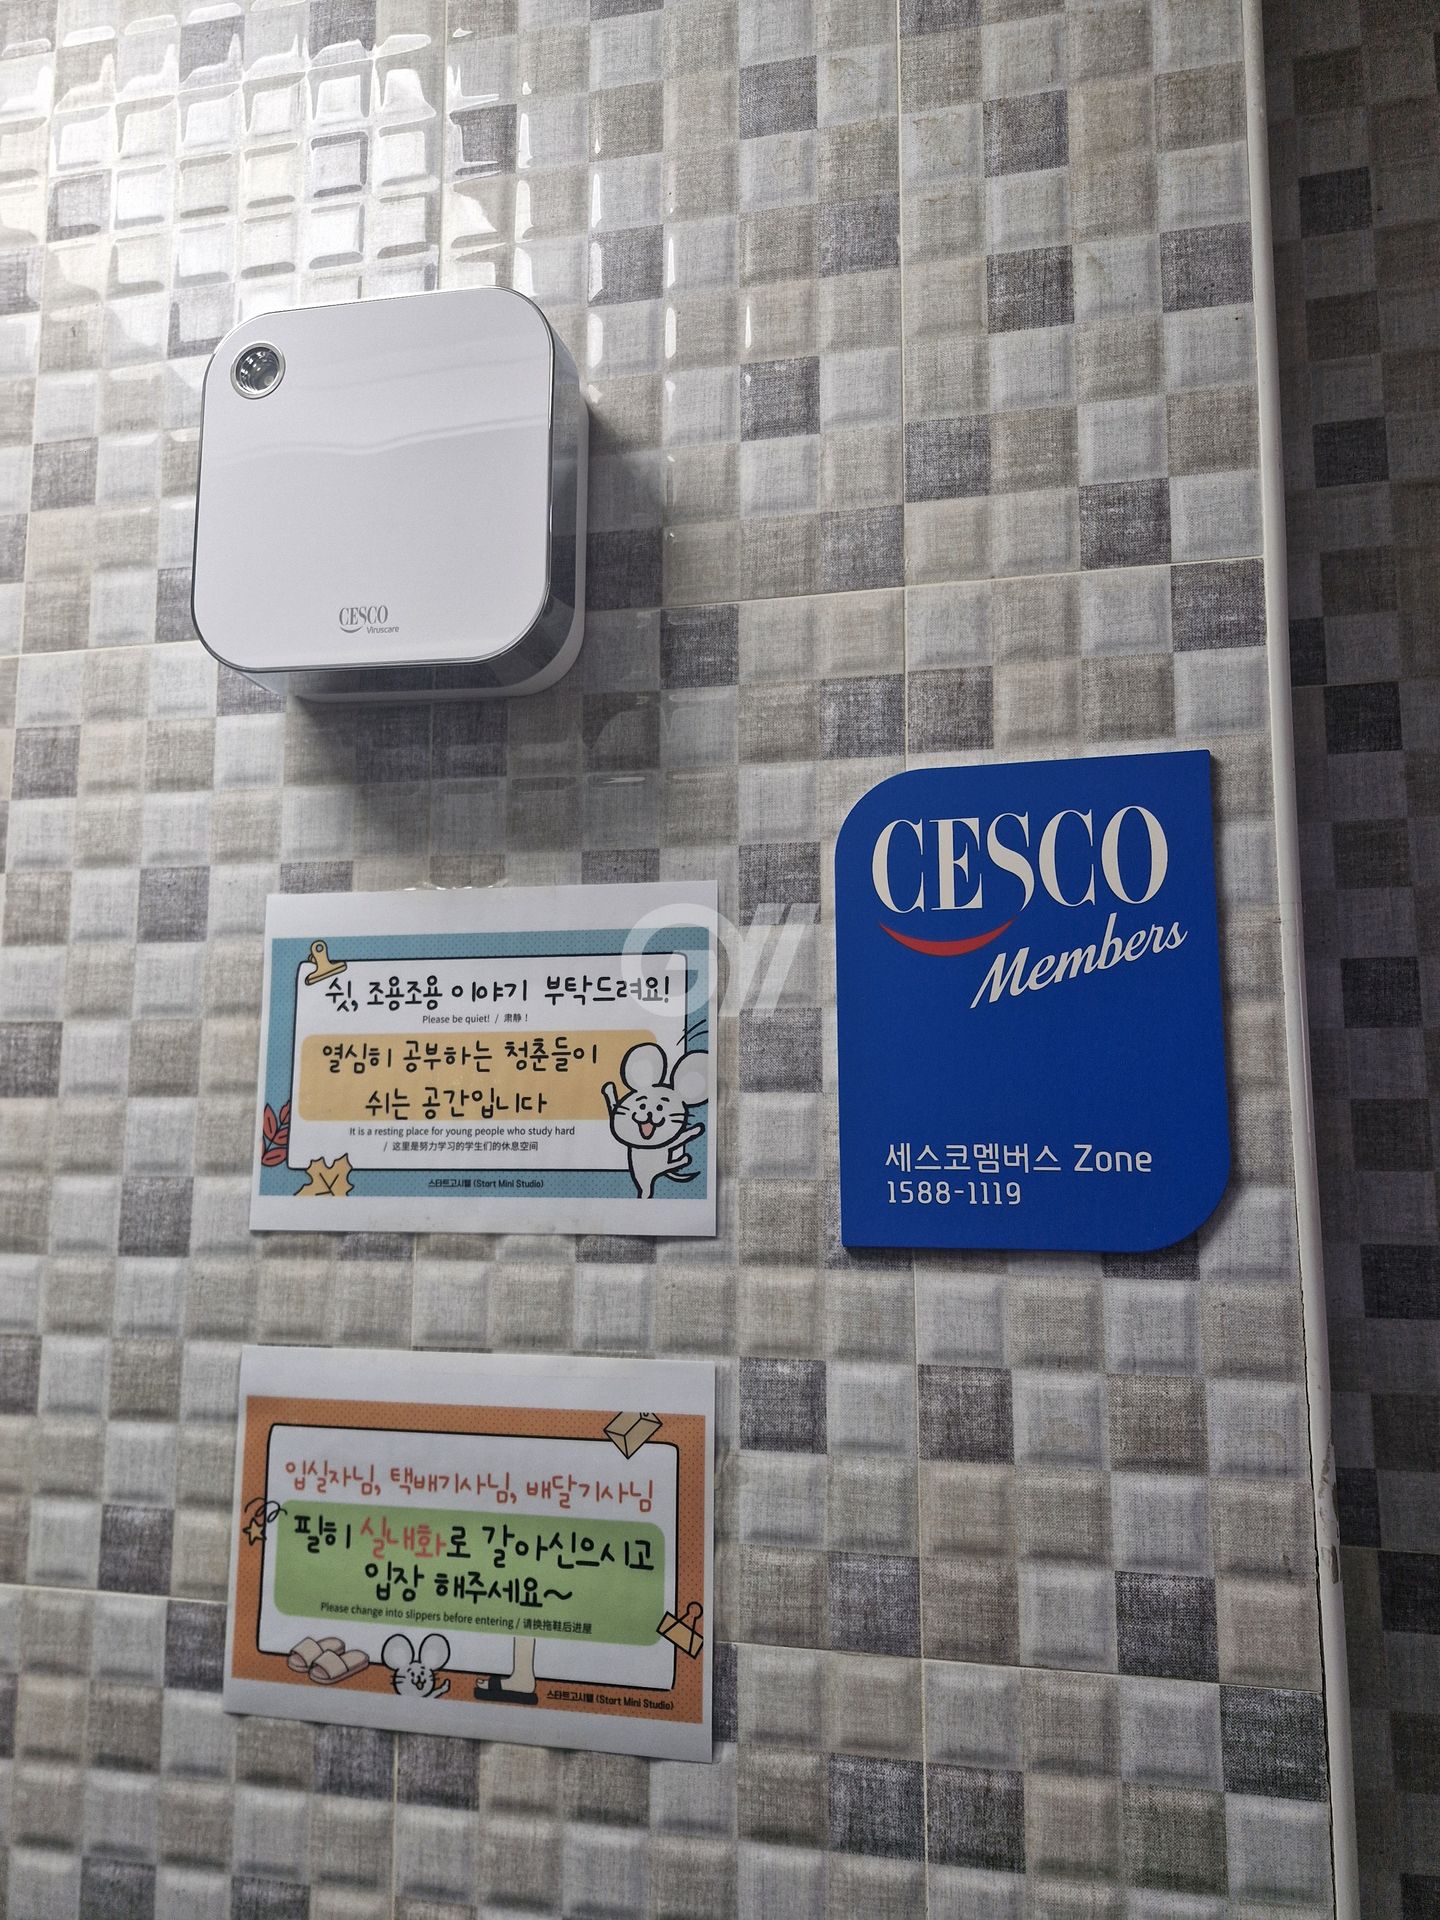 CESCO
Viruscare
CESCO
Members
세스코멤버스 Zone
1588-1119
쉿, 조용조용 이야기 부탁드려요!
Please be quiet! / 肃静!
열심히 공부하는 청춘들이
쉬는 공간입니다
It is a resting place for young people who study hard
/ 这里是努力学习的学生们的休息空间
스타트고시텔 (Start Mini Studio)
입실자님, 택배기사님, 배달기사님
필히 실내화로 갈아신으시고
입장 해주세요~
Please change into slippers before entering / 请换拖鞋后进屋
스타트고시텔 (Start Mini Studio)